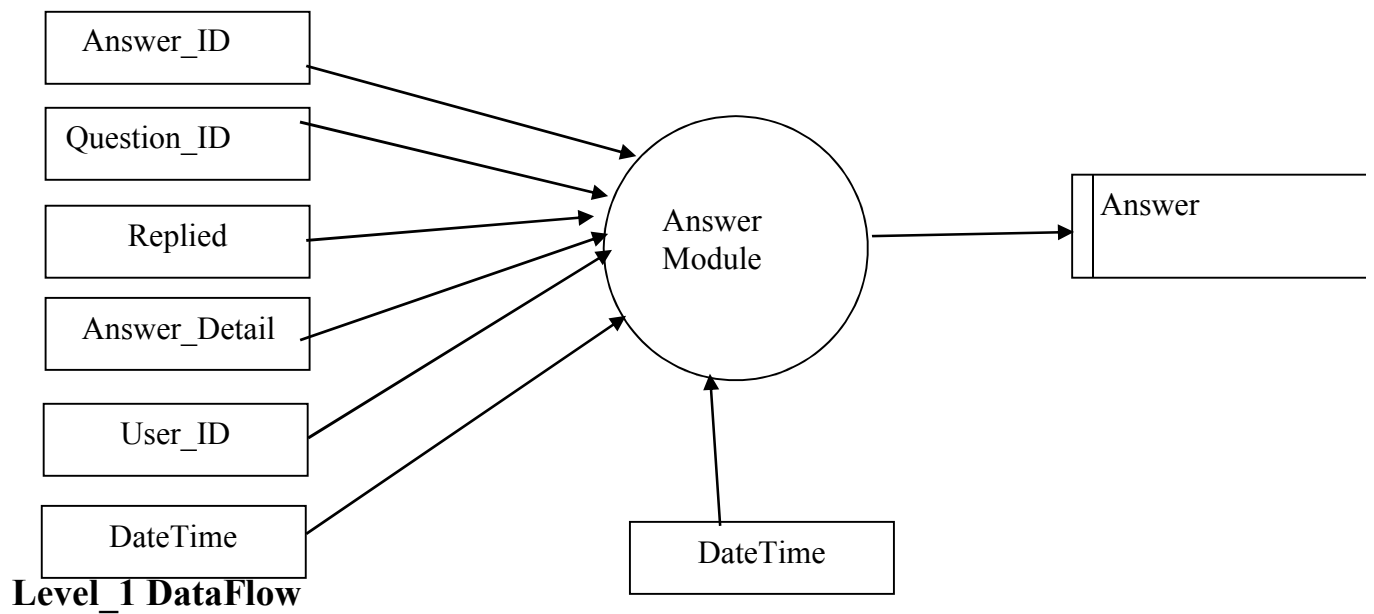 Answer_ID
Question_ID
Replied
Answer_Detail
User_ID
DateTime
Answer
Module
DateTime
Answer
Level_1 DataFlow